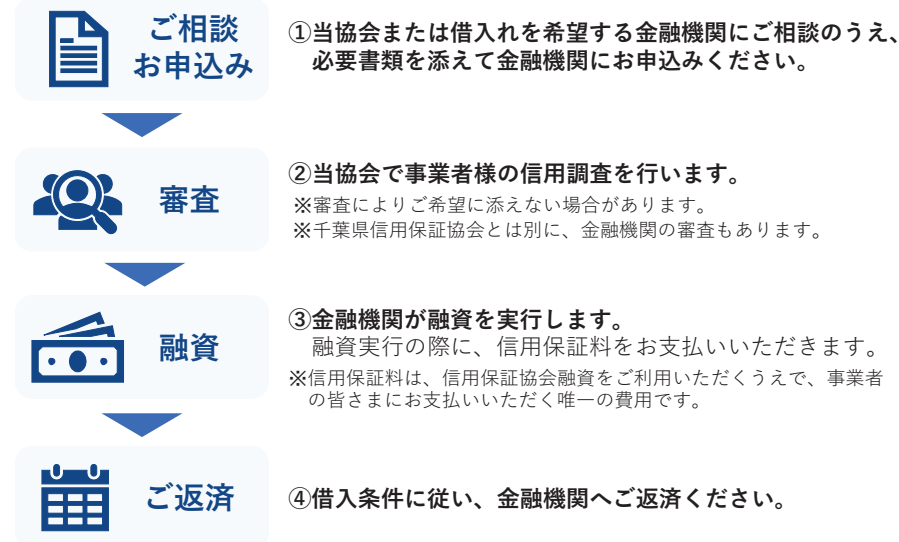 ご相談
お申込み
①当協会または借入れを希望する金融機関にご相談のうえ、
必要書類を添えて金融機関にお申込みください。
審査
②当協会で事業者様の信用調査を行います。
※審査によりご希望に添えない場合があります。
※千葉県信用保証協会とは別に、金融機関の審査もあります。
融資
③金融機関が融資を実行します。
融資実行の際に、信用保証料をお支払いいただきます。
※信用保証料は、信用保証協会融資をご利用いただくうえで、事業者
の皆さまにお支払いいただく唯一の費用です。
ご返済
④借入条件に従い、金融機関へご返済ください。